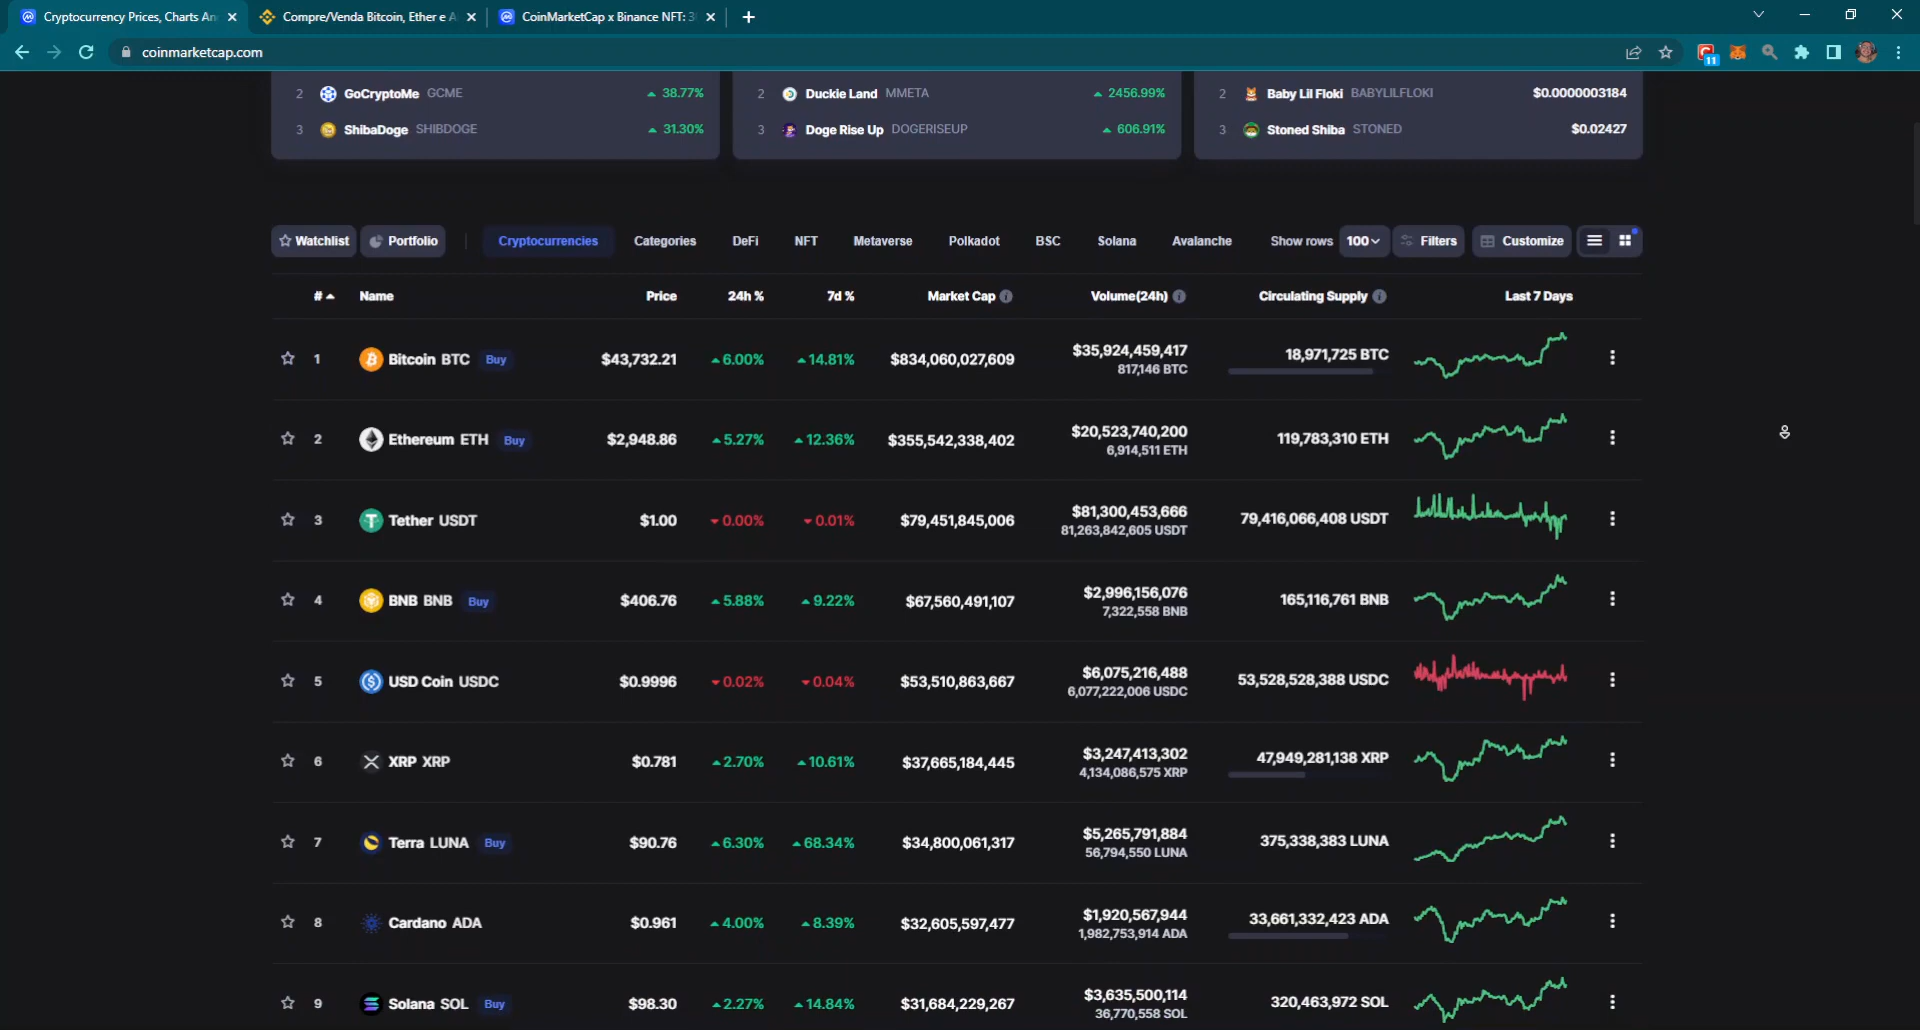 Cryptocurrency Prices, Charts An
Compre/Venda Bitcoin, Ether e A
CoinMarketCap x Binance NFT: 3
coinmarketcap.com
11
2 GoCryptoMe GCME 38.77%
2 Duckie Land MMETA 2456.99%
2 Baby Lil Floki BABYLILFLOKI $0.0000003184
3 ShibaDoge SHIBDOGE 31.30%
3 Doge Rise Up DOGERISEUP 606.91%
3 Stoned Shiba STONED $0.02427
Watchlist Portfolio Cryptocurrencies Categories DeFi NFT Metaverse Polkadot BSC Solana Avalanche Show rows 100 Filters Customize
# Name Price 24h % 7d % Market Cap Volume(24h) Circulating Supply Last 7 Days
1 Bitcoin BTC Buy $43,732.21 6.00% 14.81% $834,060,027,609 $35,924,459,417 18,971,725 BTC
817,146 BTC
2 Ethereum ETH Buy $2,948.86 5.27% 12.36% $355,542,338,402 $20,523,740,200 119,783,310 ETH
6,914,511 ETH
3 Tether USDT $1.00 0.00% 0.01% $79,451,845,006 $81,300,453,666 79,416,066,408 USDT
81,263,842,605 USDT
4 BNB BNB Buy $406.76 5.88% 9.22% $67,560,491,107 $2,996,156,076 165,116,761 BNB
7,322,558 BNB
5 USD Coin USDC $0.9996 0.02% 0.04% $53,510,863,667 $6,075,216,488 53,528,528,388 USDC
6,077,222,006 USDC
6 XRP XRP $0.781 2.70% 10.61% $37,665,184,445 $3,247,413,302 47,949,281,138 XRP
4,134,086,575 XRP
7 Terra LUNA Buy $90.76 6.30% 68.34% $34,800,061,317 $5,265,791,884 375,338,383 LUNA
56,794,550 LUNA
8 Cardano ADA $0.961 4.00% 8.39% $32,605,597,477 $1,920,567,944 33,661,332,423 ADA
1,982,753,914 ADA
9 Solana SOL Buy $98.30 2.27% 14.84% $31,684,229,267 $3,635,500,114 320,463,972 SOL
36,770,558 SOL